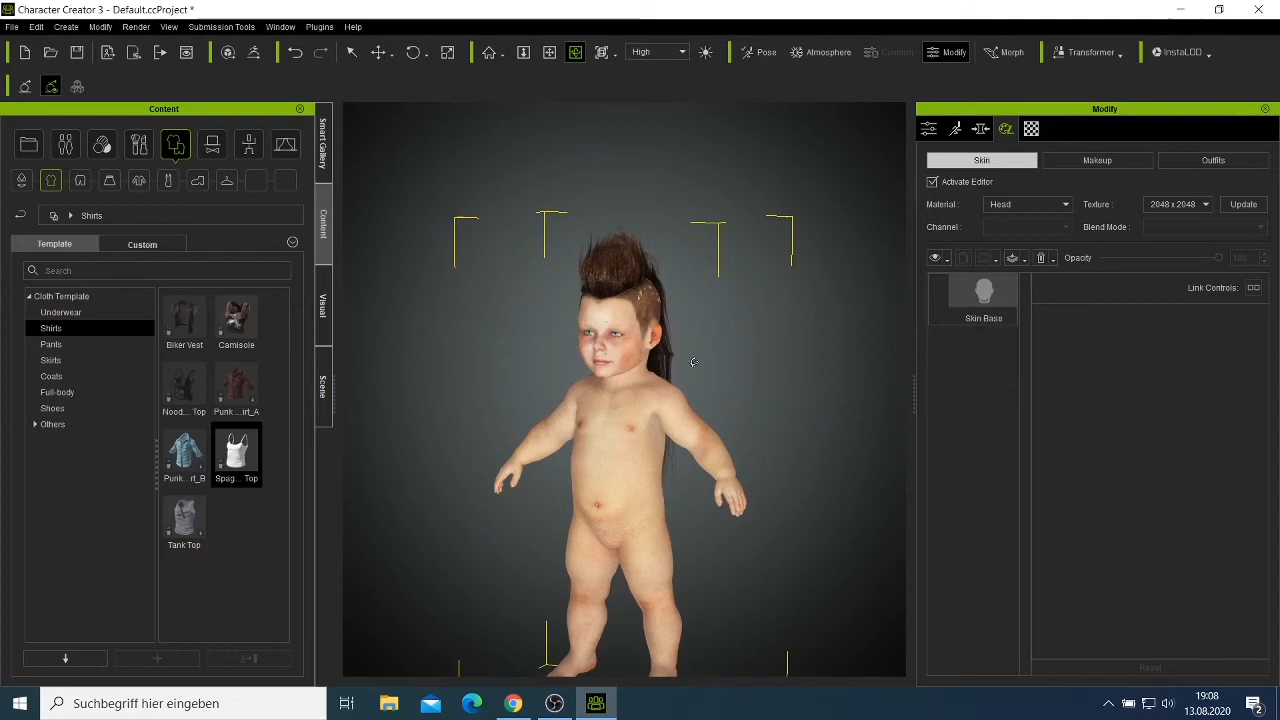 Character Creator 3 - Default.ccProject *
File Edit Create Modify Render View Submission Tools Window Plugins Help
High Pose Atmosphere Conform Modify Morph Transformer InstaLOD
Content
Modify
Smart Gallery
Content
Visual
Scene
Shirts
Template Custom
Search
Cloth Template
Underwear
Shirts
Pants
Skirts
Coats
Full-body
Shoes
Others
Biker Vest Camisole
Nood... Top Punk ...irt_A
Punk...rt_B Spag... Top
Tank Top
Skin Makeup Outfits
Activate Editor
Material: Head Texture: 2048 x 2048 Update
Channel: Blend Mode:
Opacity 100
Skin Base
Link Controls:
Reset
Suchbegriff hier eingeben
19:08
13.08.2020
2